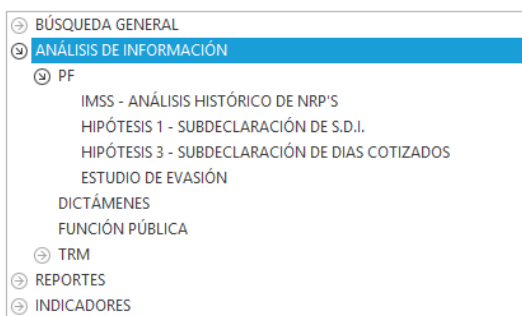 BÚSQUEDA GENERAL
ANÁLISIS DE INFORMACIÓN
PF
IMSS - ANÁLISIS HISTÓRICO DE NRP'S
HIPÓTESIS 1 - SUBDECLARACIÓN DE S.D.I.
HIPÓTESIS 3 - SUBDECLARACIÓN DE DIAS COTIZADOS
ESTUDIO DE EVASIÓN
DICTÁMENES
FUNCIÓN PÚBLICA
TRM
REPORTES
INDICADORES